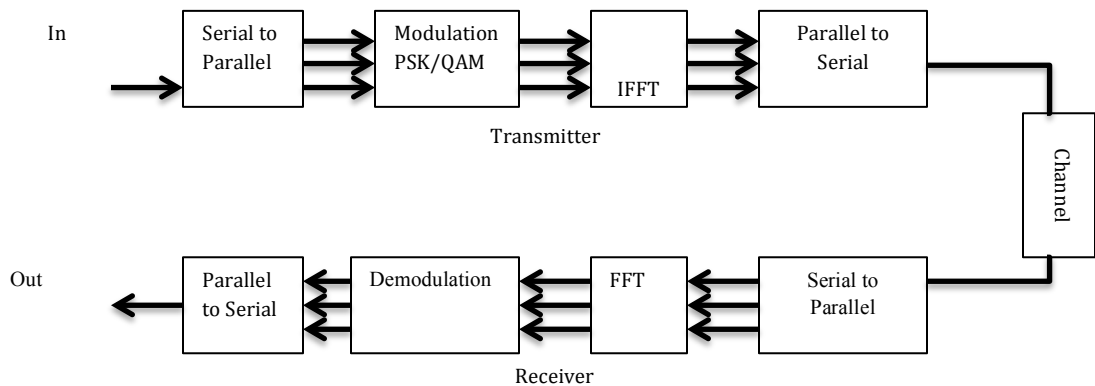 In
Serial to
Parallel
Modulation
PSK/QAM
IFFT
Parallel to
Serial
Transmitter
Channel
Out
Parallel
to Serial
Demodulation
FFT
Serial to
Parallel
Receiver